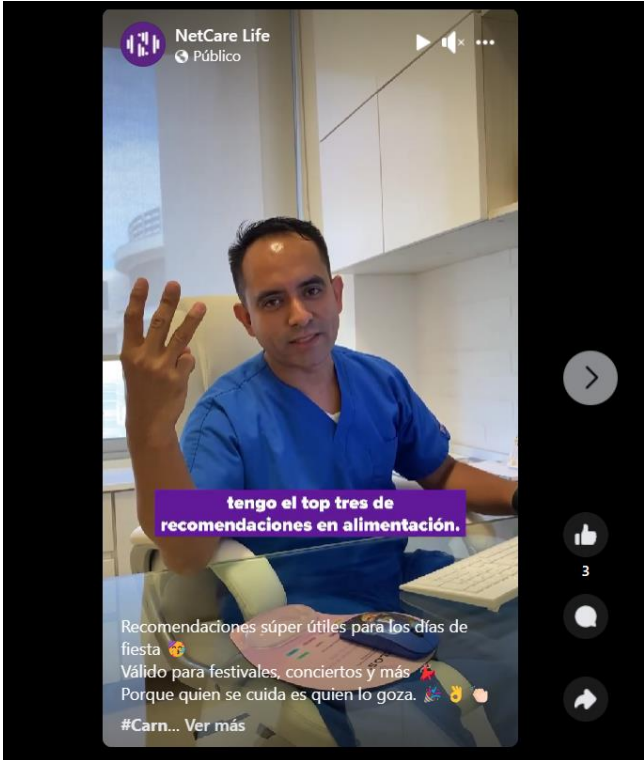 NetCare Life
Público
tengo el top tres de
recomendaciones en alimentación.
Recomendaciones súper útiles para los días de
fiesta 🥳
Válido para festivales, conciertos y más 💃
Porque quien se cuida es quien lo goza. 🎉 👌 👏🏻
#Carn... Ver más
3